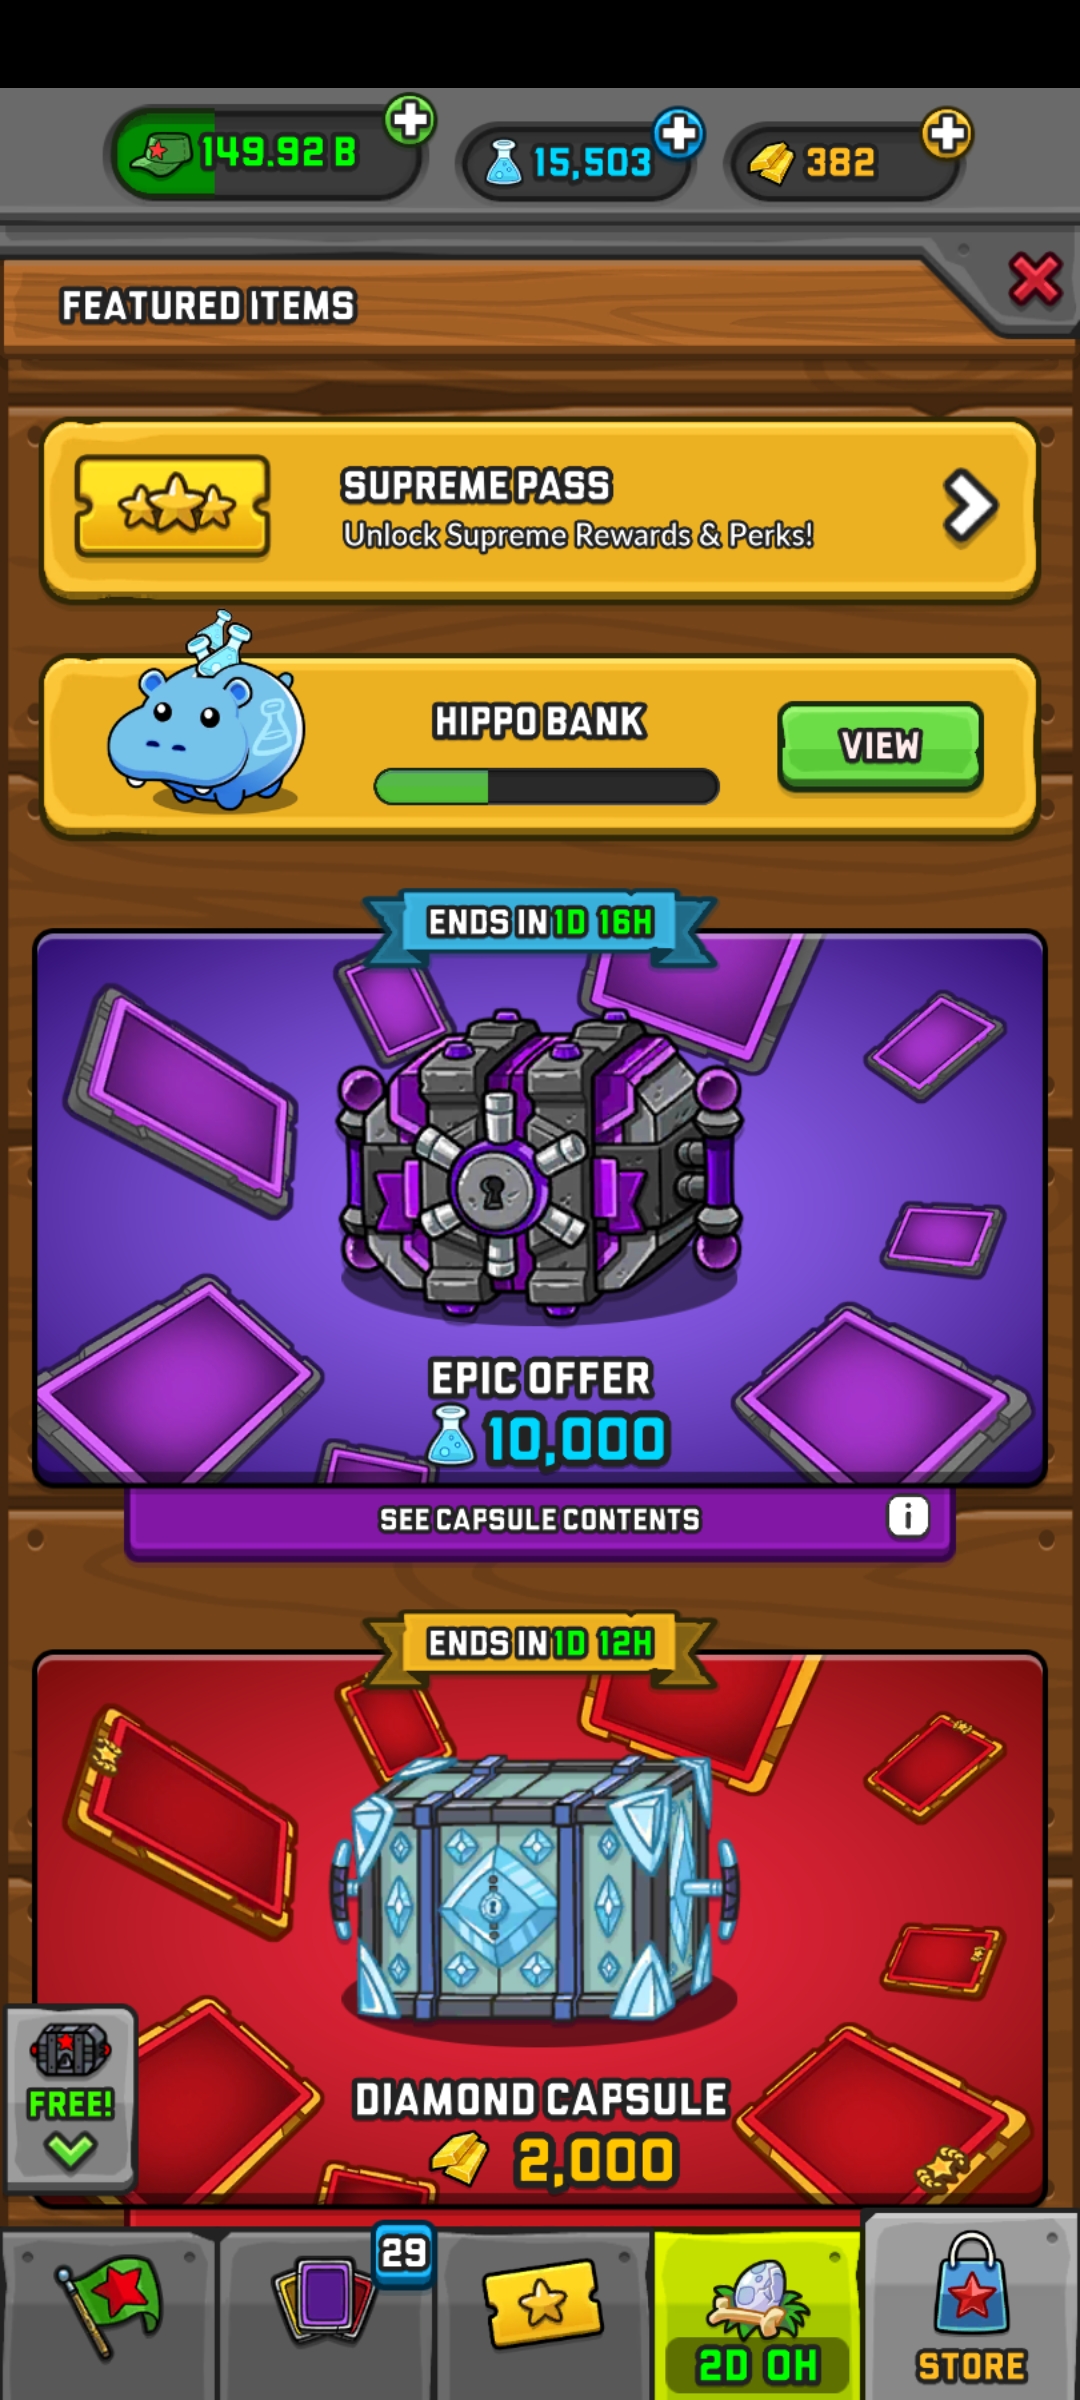 149.92 B
15,503
382
FEATURED ITEMS
SUPREME PASS
Unlock Supreme Rewards & Perks!
HIPPO BANK
VIEW
ENDS IN 1D 16H
EPIC OFFER
10,000
SEE CAPSULE CONTENTS
i
ENDS IN 1D 12H
FREE!
DIAMOND CAPSULE
2,000
29
2D 0H
STORE